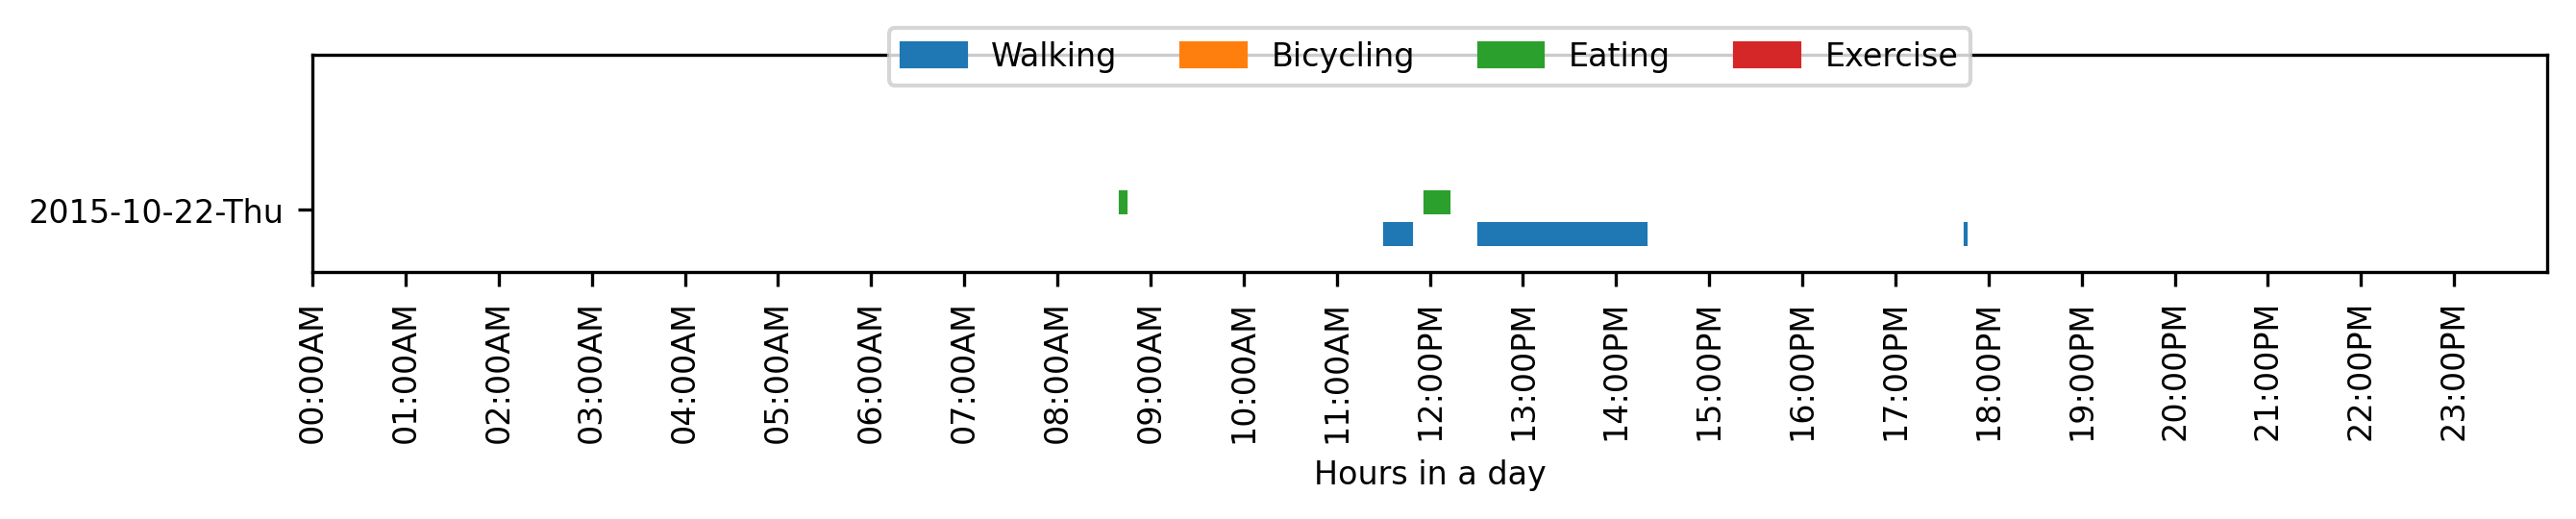 Walking Bicycling Eating Exercise
2015-10-22-Thu
00:00AM 01:00AM 02:00AM 03:00AM 04:00AM 05:00AM 06:00AM 07:00AM 08:00AM 09:00AM 10:00AM 11:00AM 12:00PM 13:00PM 14:00PM 15:00PM 16:00PM 17:00PM 18:00PM 19:00PM 20:00PM 21:00PM 22:00PM 23:00PM
Hours in a day